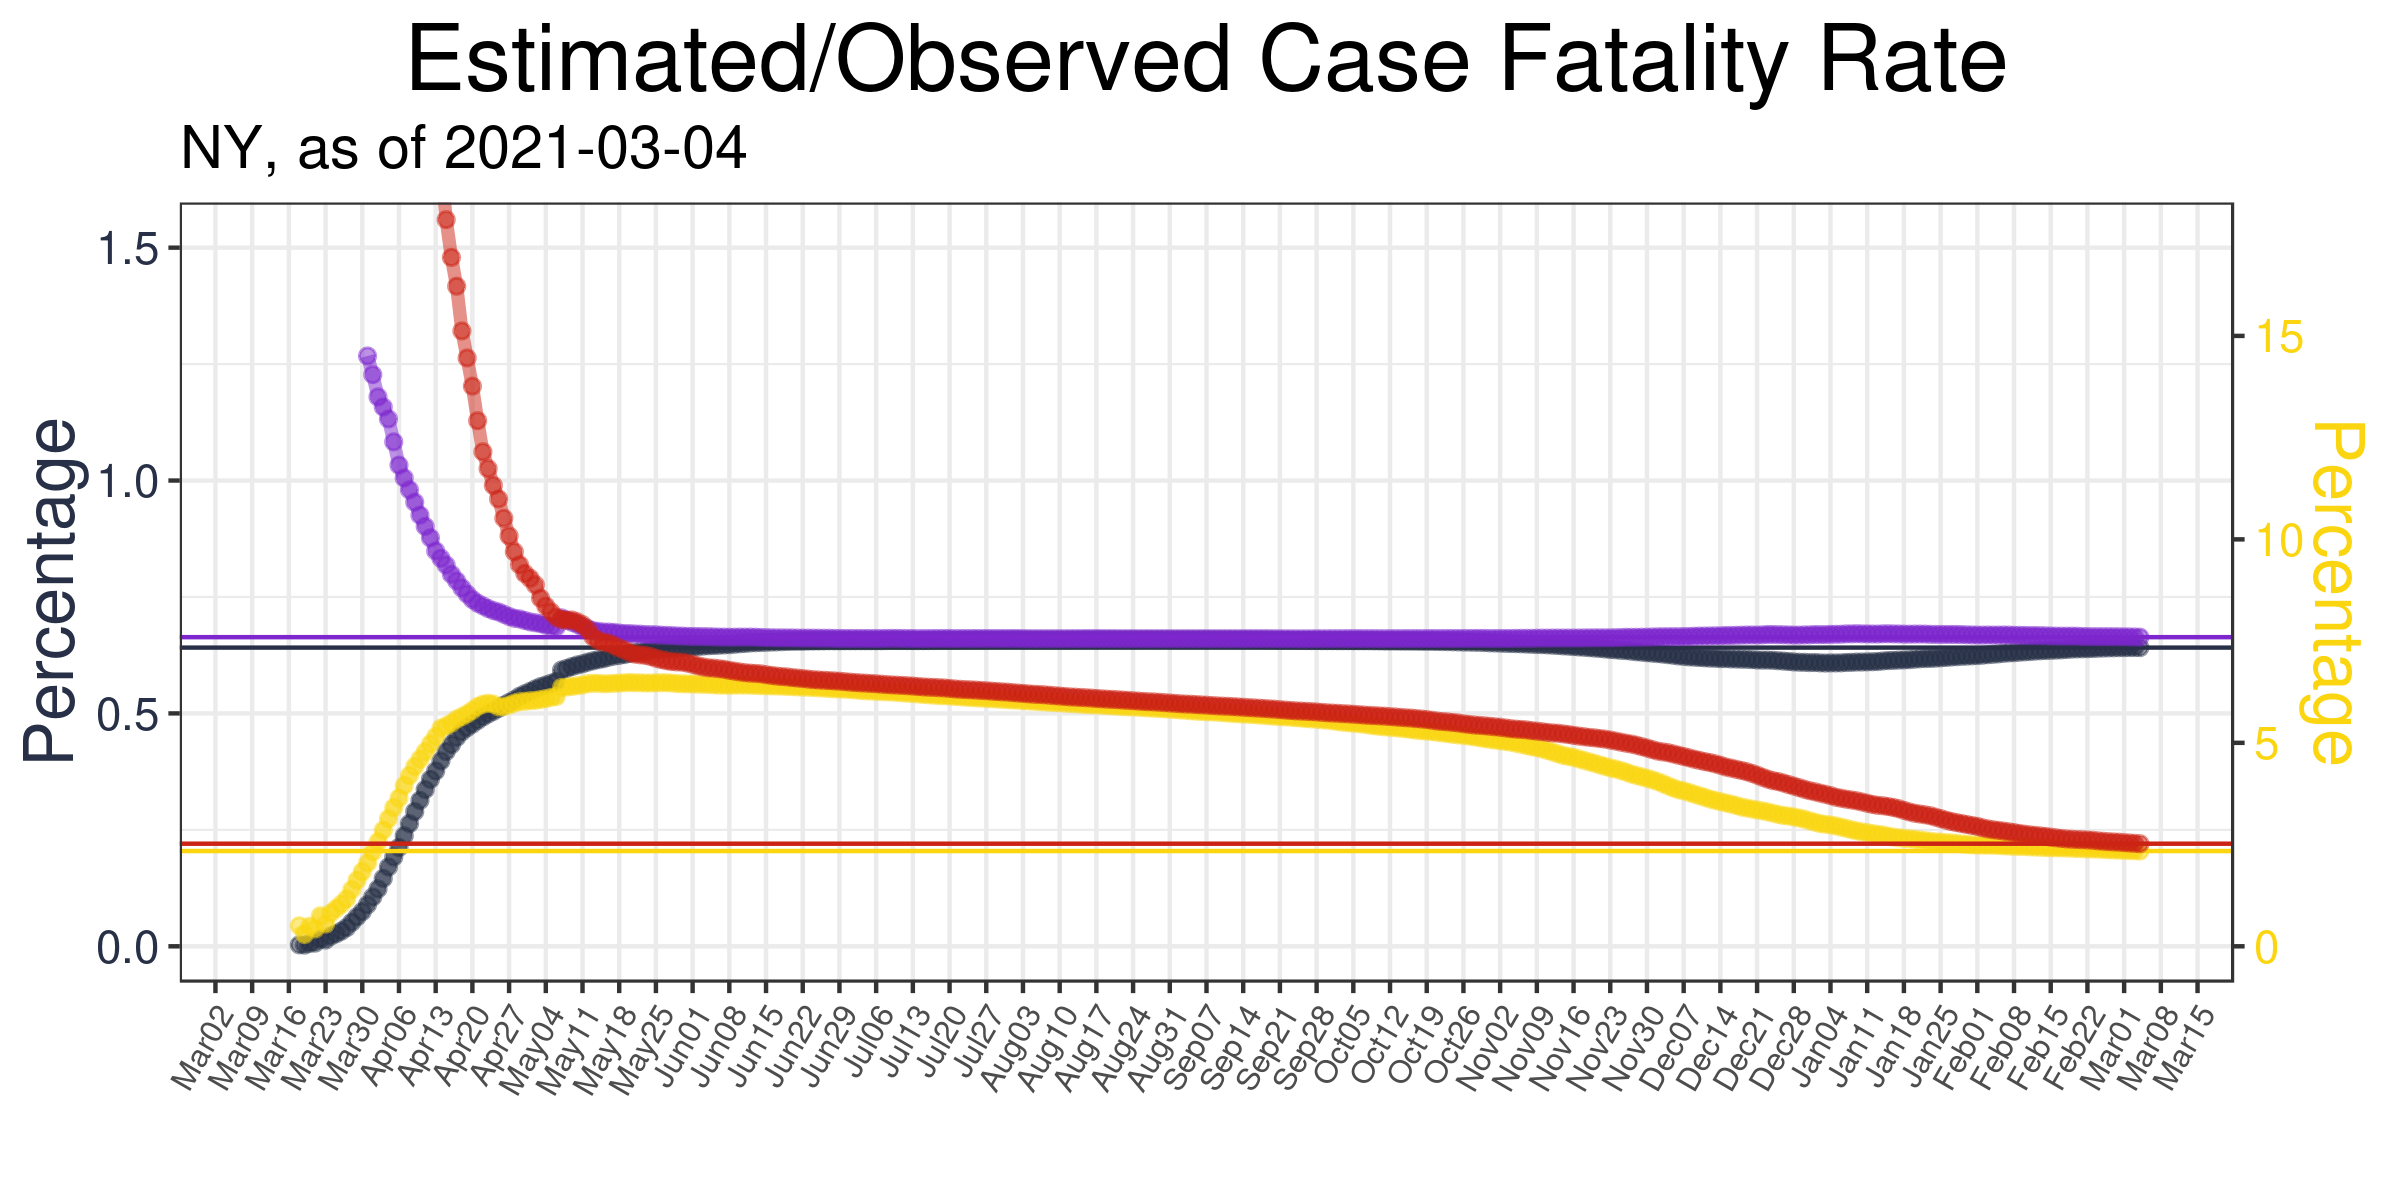 Estimated/Observed Case Fatality Rate
NY, as of 2021-03-04
Percentage
1.5
1.0
0.5
0.0
15
10
5
0
Percentage
Mar02 Mar09 Mar16 Mar23 Mar30 Apr06 Apr13 Apr20 Apr27 May04 May11 May18 May25 Jun01 Jun08 Jun15 Jun22 Jun29 Jul06 Jul13 Jul20 Jul27 Aug03 Aug10 Aug17 Aug24 Aug31 Sep07 Sep14 Sep21 Sep28 Oct05 Oct12 Oct19 Oct26 Nov02 Nov09 Nov16 Nov23 Nov30 Dec07 Dec14 Dec21 Dec28 Jan04 Jan11 Jan18 Jan25 Feb01 Feb08 Feb15 Feb22 Mar01 Mar08 Mar15